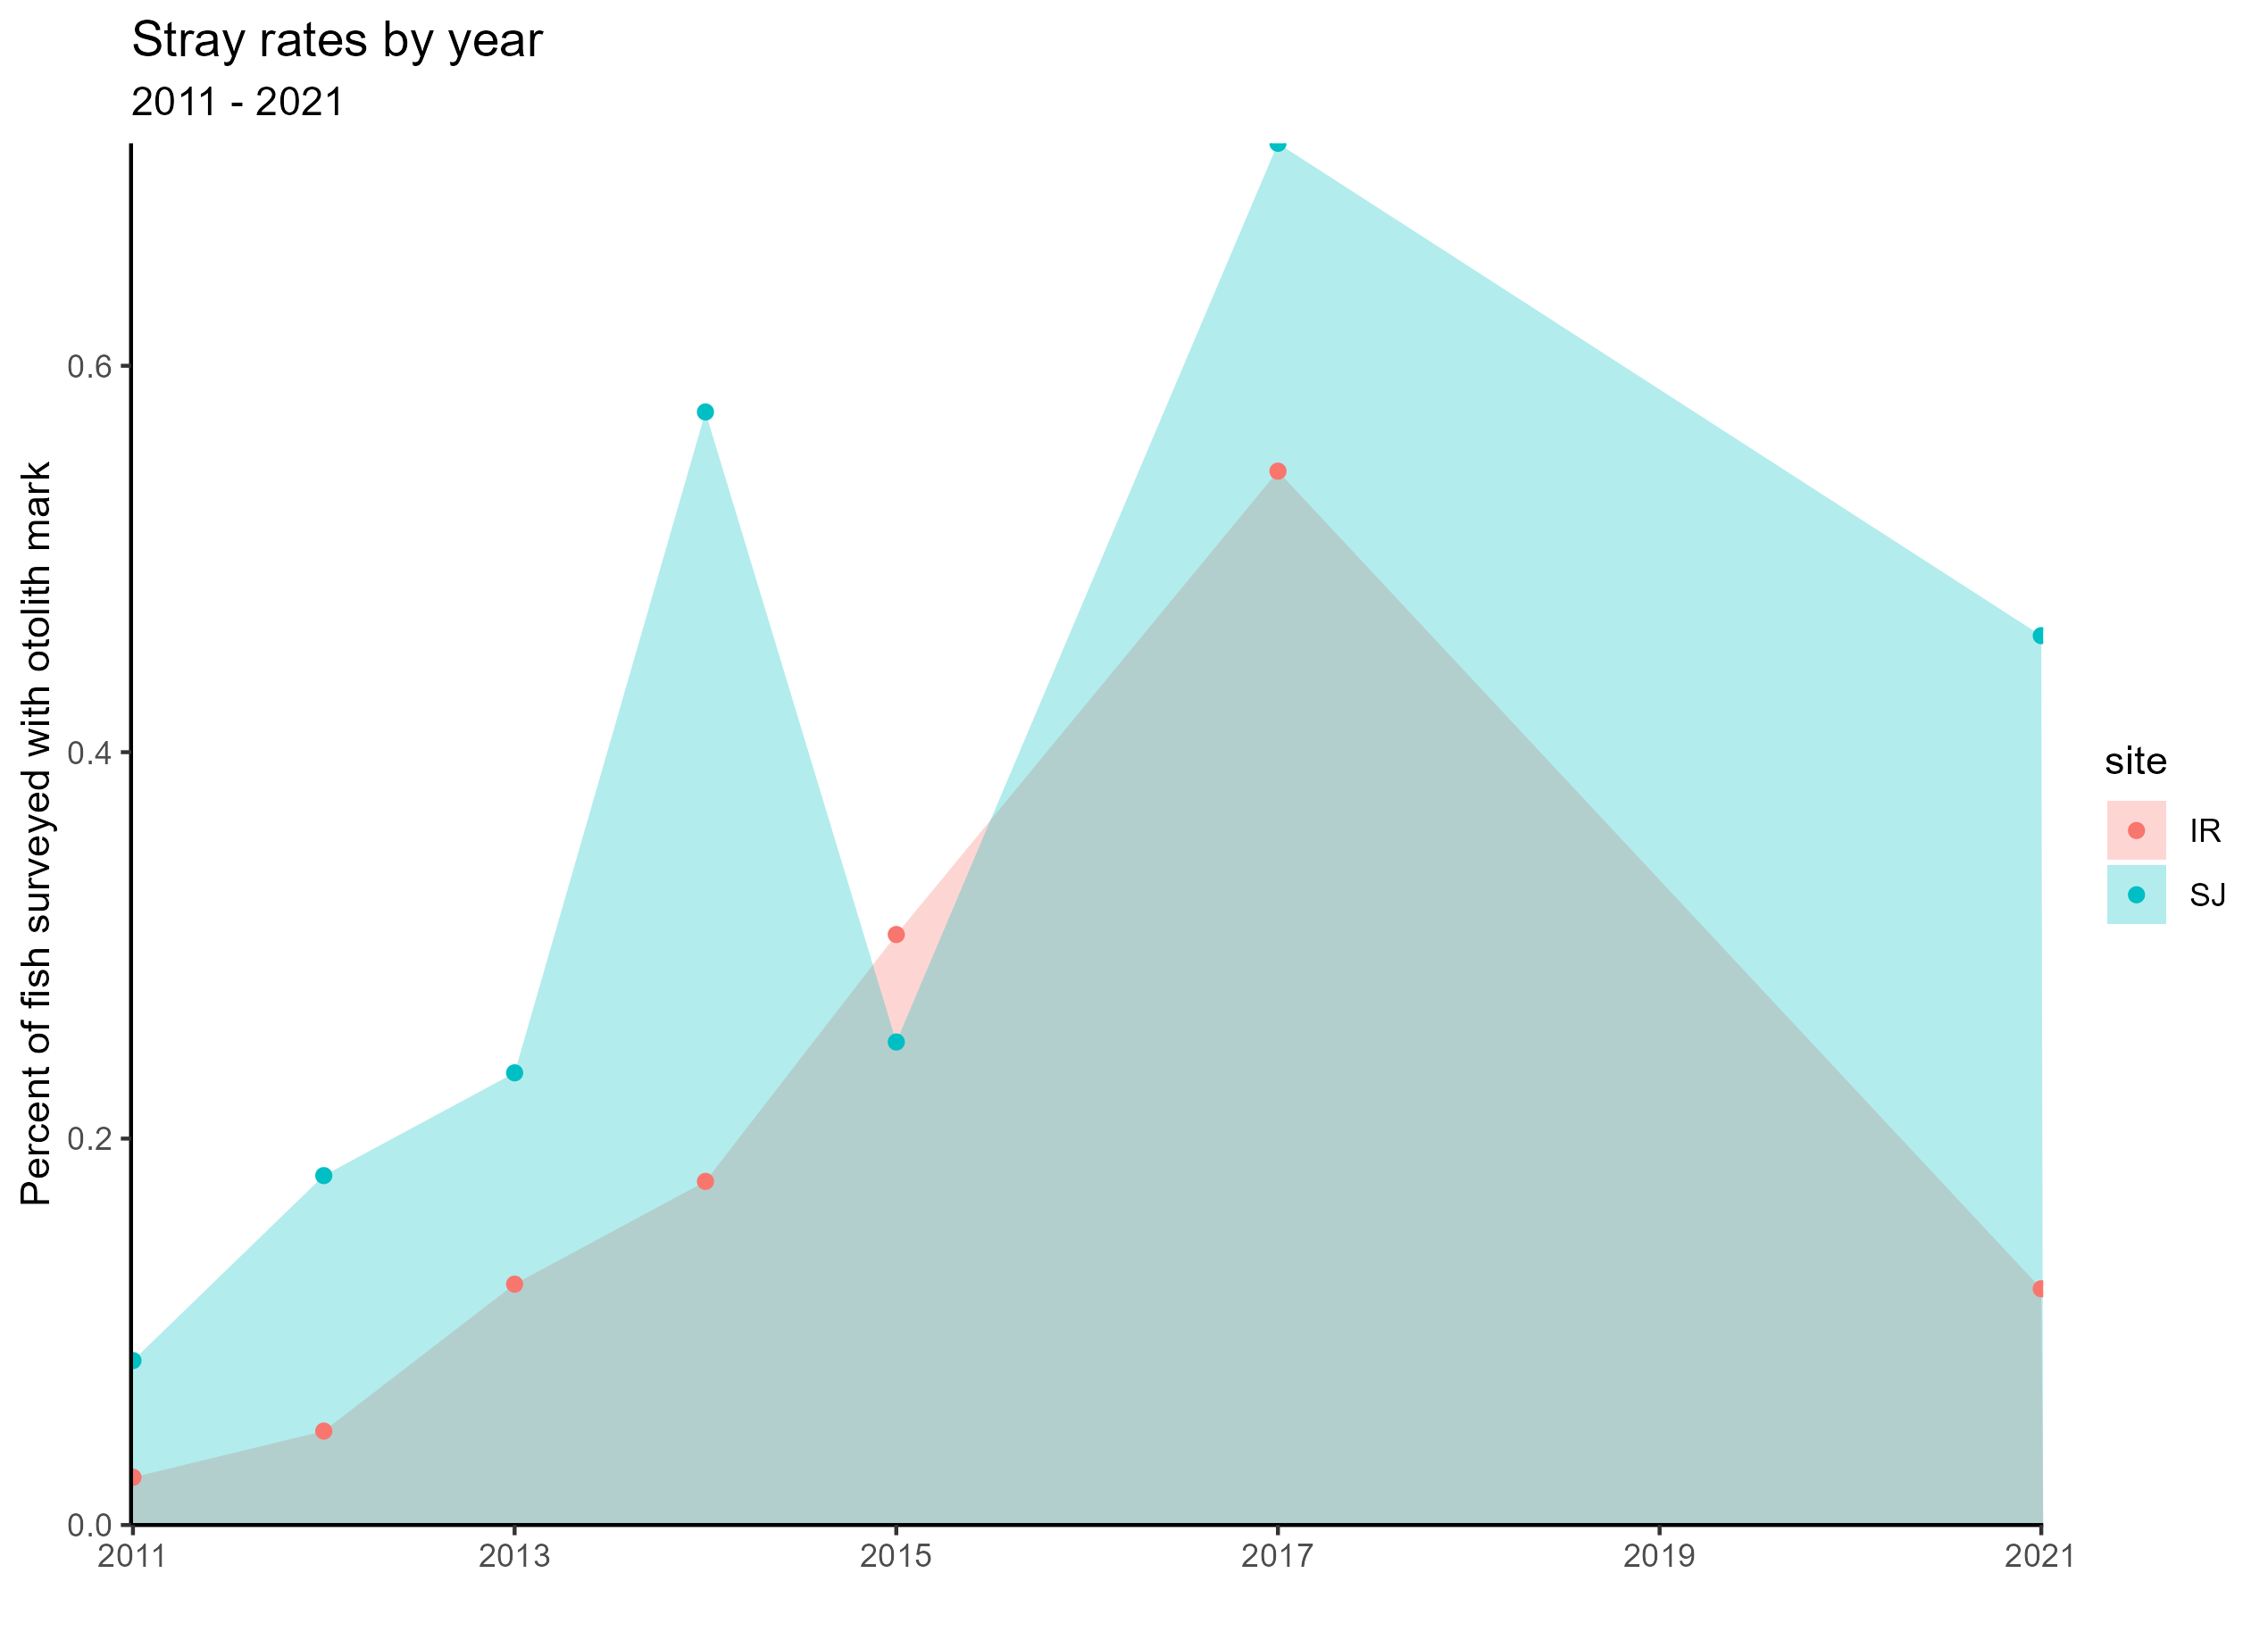 Stray rates by year
2011 - 2021
Percent of fish surveyed with otolith mark
0.6
0.4
0.2
0.0
2011 2013 2015 2017 2019 2021
site
IR
SJ